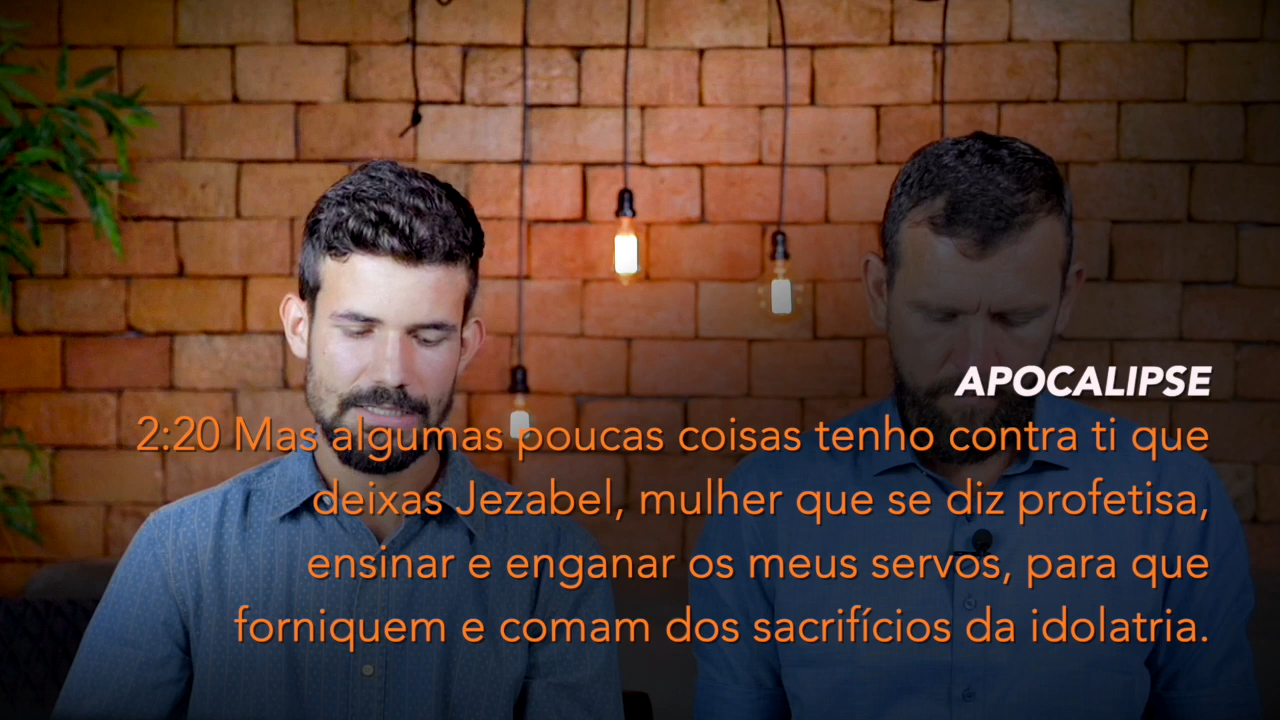 APOCALIPSE
2:20 Mas algumas poucas coisas tenho contra ti que
deixas Jezabel, mulher que se diz profetisa,
ensinar e enganar os meus servos, para que
forniquem e comam dos sacrifícios da idolatria.